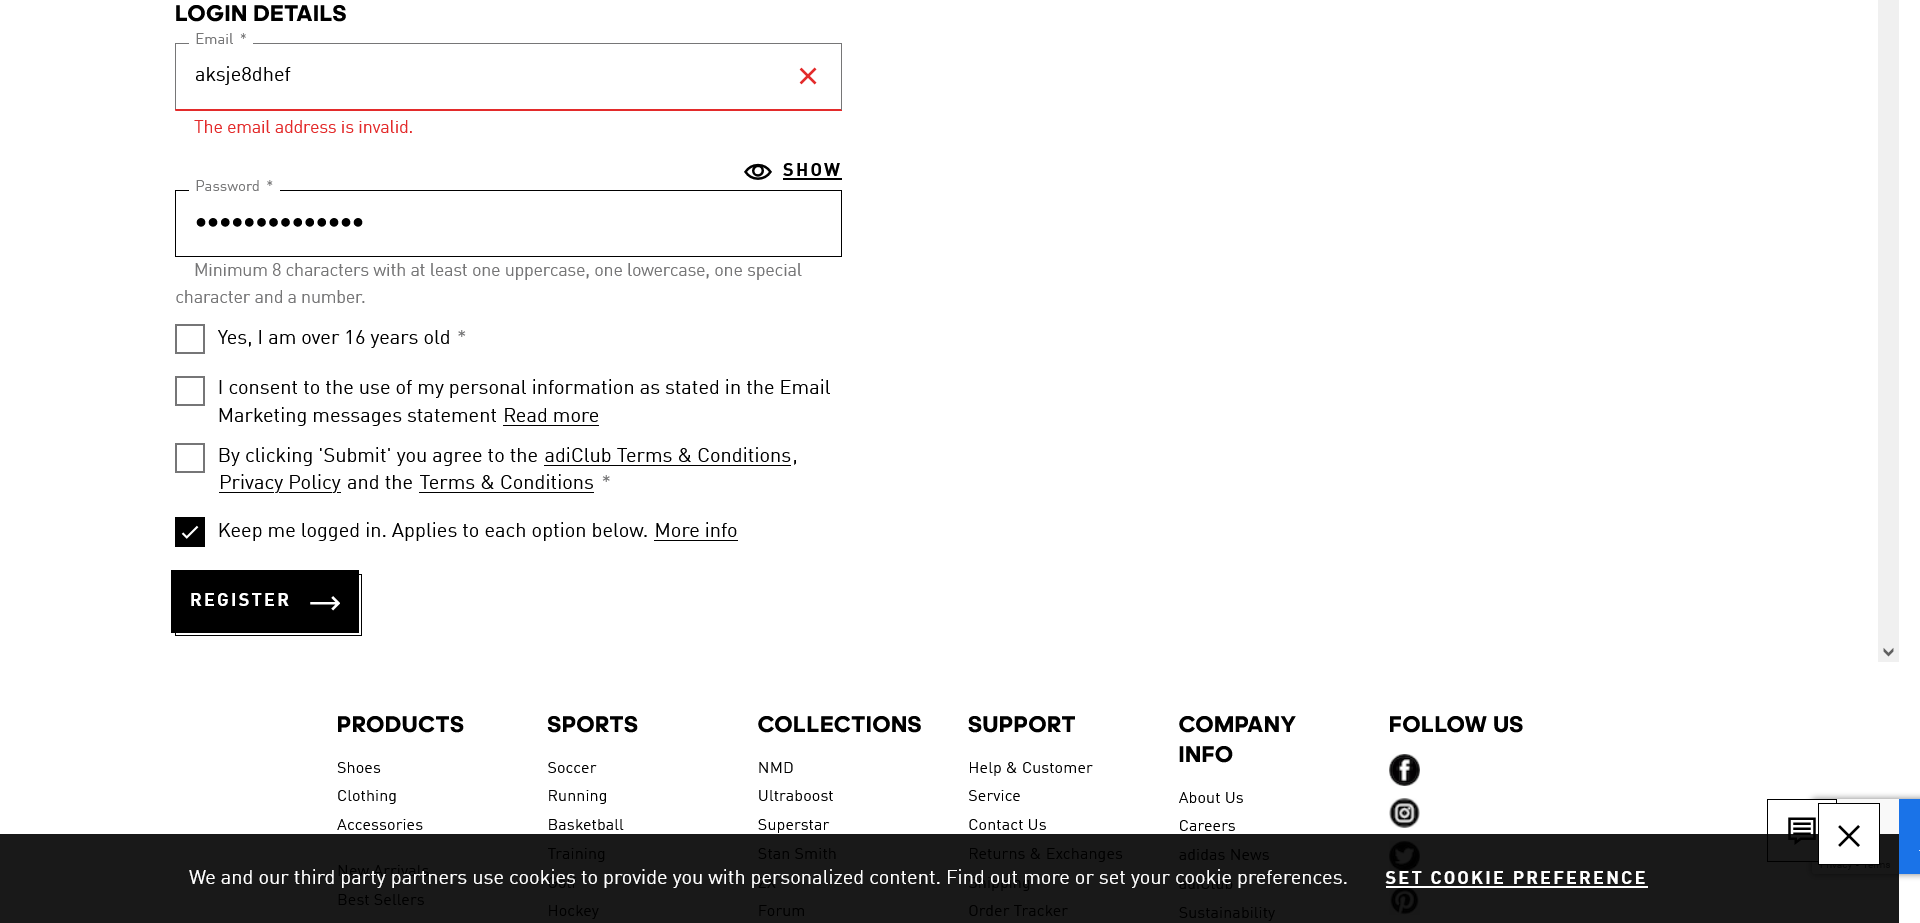 LOGIN DETAILS
Email *
aksje8dhef
The email address is invalid.
SHOW
Password *
Minimum 8 characters with at least one uppercase, one lowercase, one special
character and a number.
Yes, I am over 16 years old *
I consent to the use of my personal information as stated in the Email
Marketing messages statement Read more
By clicking 'Submit' you agree to the adiClub Terms & Conditions,
Privacy Policy and the Terms & Conditions *
Keep me logged in. Applies to each option below. More info
REGISTER
PRODUCTS
Shoes
Clothing
Accessories
New Arrivals
Best Sellers
SPORTS
Soccer
Running
Basketball
Training
Hockey
COLLECTIONS
NMD
Ultraboost
Superstar
Stan Smith
Forum
SUPPORT
Help & Customer
Service
Contact Us
Returns & Exchanges
Shipping
Order Tracker
COMPANY
INFO
About Us
Careers
adidas News
adiClub
Sustainability
FOLLOW US
We and our third party partners use cookies to provide you with personalized content. Find out more or set your cookie preferences.
SET COOKIE PREFERENCE